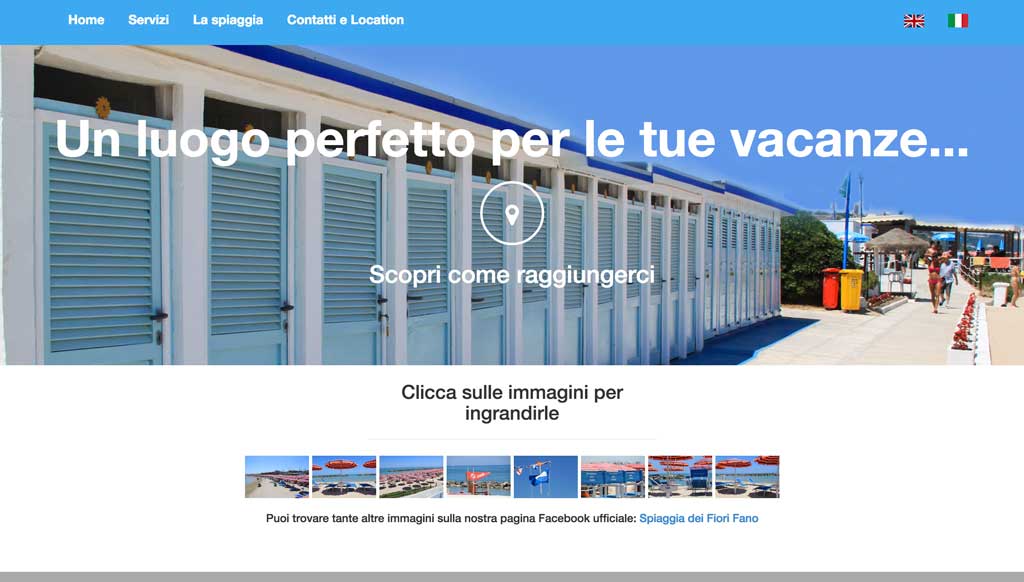 Home Servizi La spiaggia Contatti e Location
Un luogo perfetto per le tue vacanze...
Scopri come raggiungerci
Clicca sulle immagini per
ingrandirle
Puoi trovare tante altre immagini sulla nostra pagina Facebook ufficiale: Spiaggia dei Fiori Fano